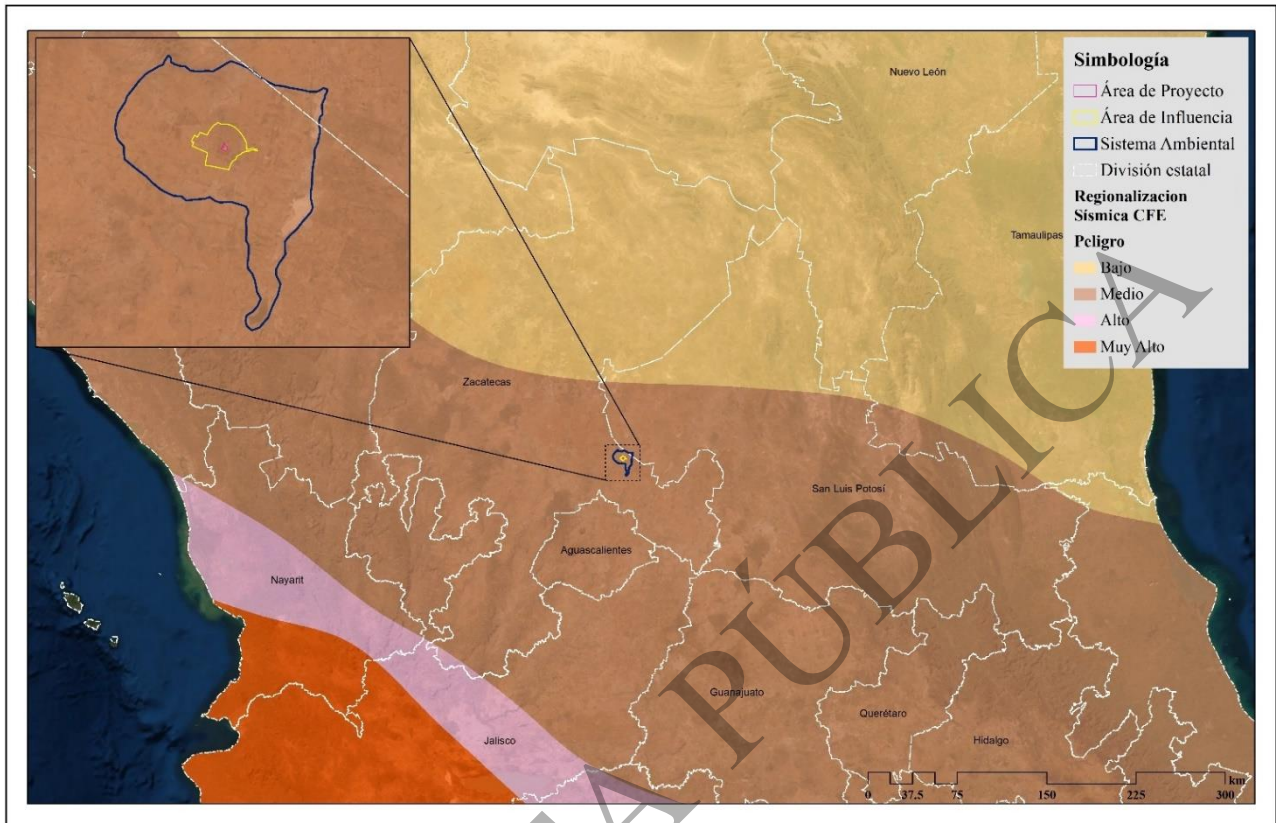 Simbología
Área de Proyecto
Área de Influencia
Sistema Ambiental
División estatal
Regionalizacion
Sísmica CFE
Peligro
Bajo
Medio
Alto
Muy Alto
Nuevo León
Tamaulipas
Zacatecas
San Luis Potosí
Aguascalientes
Nayarit
Guanajuato
Querétaro
Hidalgo
Jalisco
km
0 37.5 75 150 225 300
A PÚBLICA